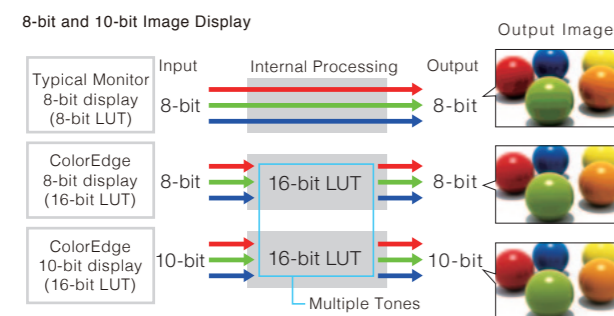 8-bit and 10-bit Image Display
Output Image
Input
Internal Processing
Output
Typical Monitor
8-bit display
(8-bit LUT)
8-bit
8-bit
ColorEdge
8-bit display
(16-bit LUT)
8-bit
16-bit LUT
8-bit
ColorEdge
10-bit display
(16-bit LUT)
10-bit
16-bit LUT
10-bit
Multiple Tones